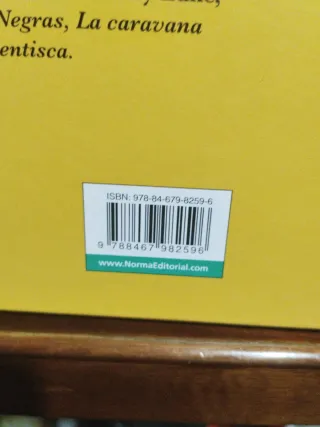 Negras, La caravana
entisca.
ISBN: 978-84-679-8259-6
9 788467 982596
www.NormaEditorial.com